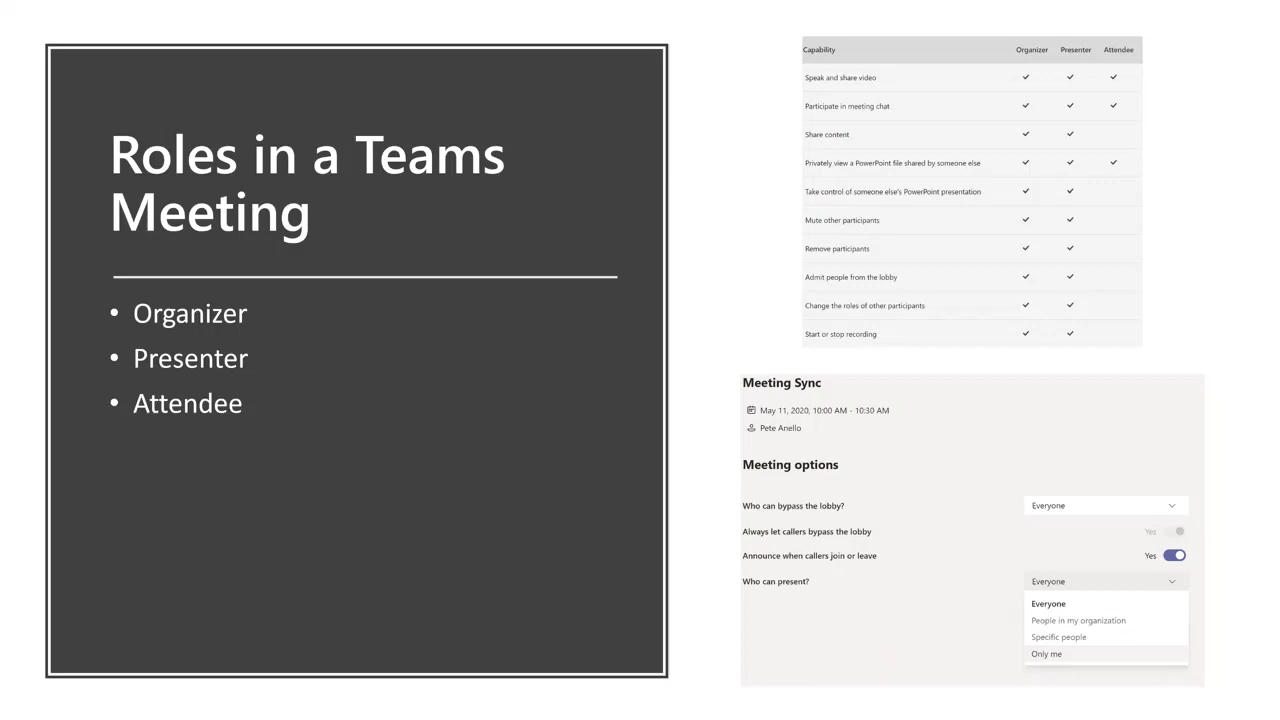 Roles in a Teams
Meeting
• Organizer
• Presenter
• Attendee
Capability Organizer Presenter Attendee
Speak and share video ✓ ✓ ✓
Participate in meeting chat ✓ ✓ ✓
Share content ✓ ✓
Privately view a PowerPoint file shared by someone else ✓ ✓ ✓
Take control of someone else's PowerPoint presentation ✓ ✓
Mute other participants ✓ ✓
Remove participants ✓ ✓
Admit people from the lobby ✓ ✓
Change the roles of other participants ✓ ✓
Start or stop recording ✓ ✓
Meeting Sync
May 11, 2020, 10:00 AM - 10:30 AM
Pete Anello
Meeting options
Who can bypass the lobby? Everyone
Always let callers bypass the lobby Yes
Announce when callers join or leave Yes
Who can present? Everyone
Everyone
People in my organization
Specific people
Only me